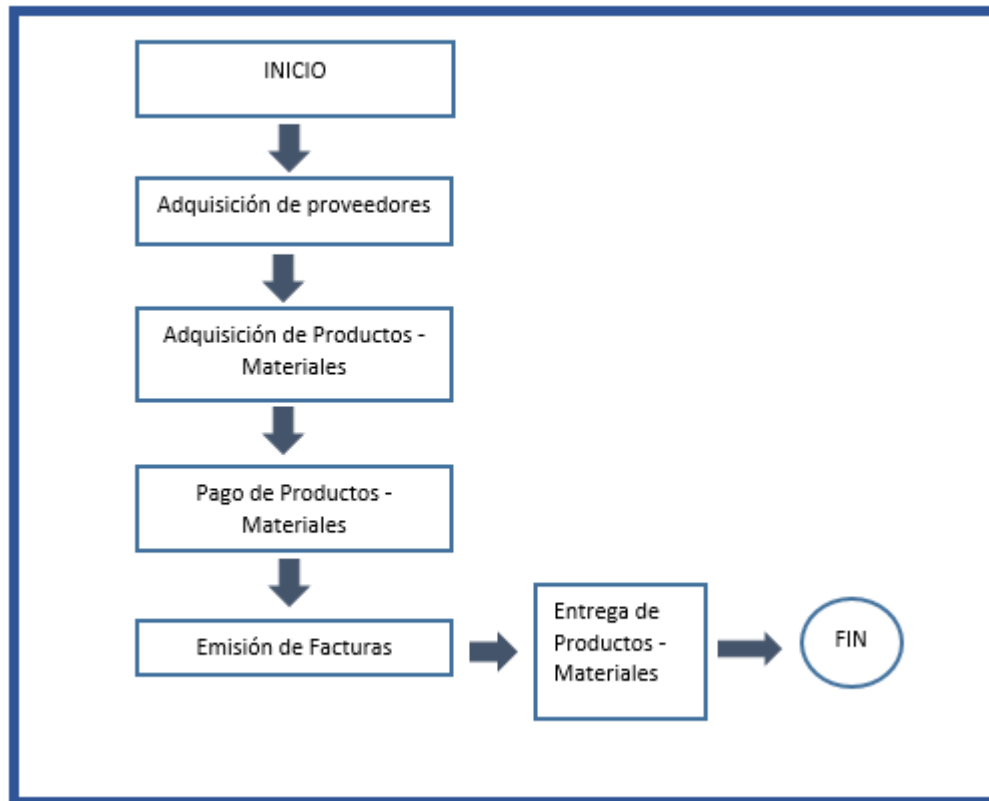 INICIO
Adquisición de proveedores
Adquisición de Productos -
Materiales
Pago de Productos -
Materiales
Emisión de Facturas
Entrega de
Productos -
Materiales
FIN